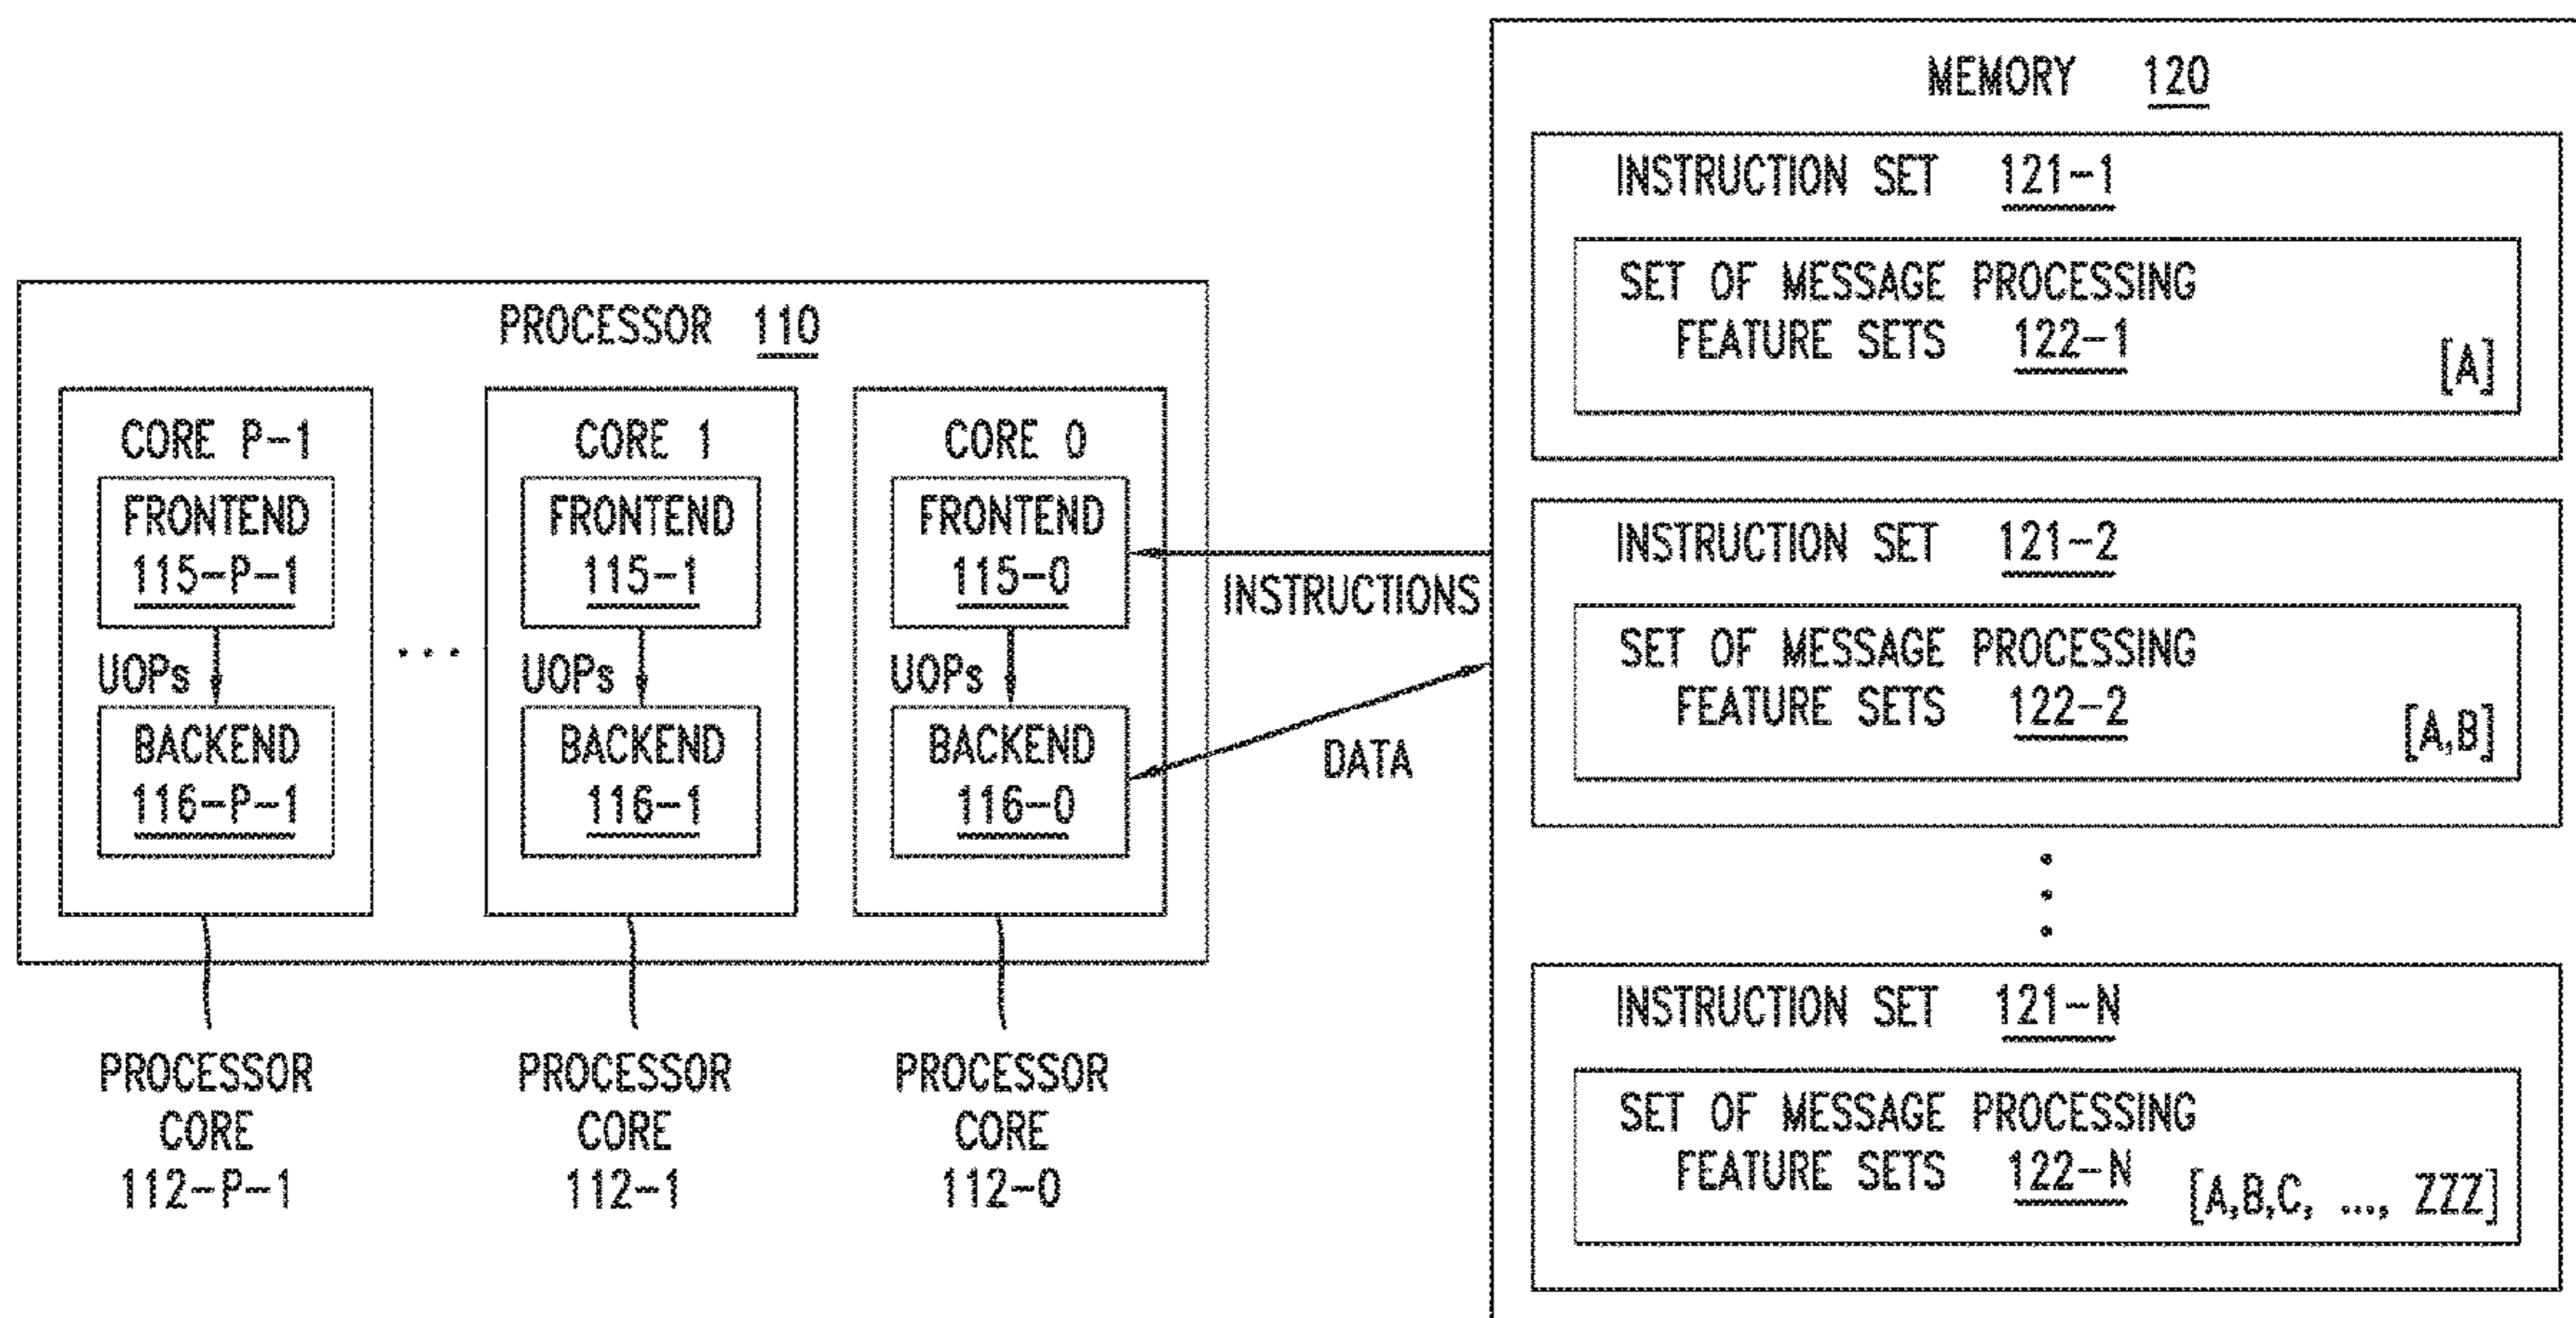 PROCESSOR 110
CORE P-1
FRONTEND
115-P-1
UOPs
BACKEND
116-P-1
...
CORE 1
FRONTEND
115-1
UOPs
BACKEND
116-1
CORE 0
FRONTEND
115-0
UOPs
BACKEND
116-0
PROCESSOR
CORE
112-P-1
PROCESSOR
CORE
112-1
PROCESSOR
CORE
112-0
INSTRUCTIONS
DATA
MEMORY 120
INSTRUCTION SET 121-1
SET OF MESSAGE PROCESSING
FEATURE SETS 122-1
[A]
INSTRUCTION SET 121-2
SET OF MESSAGE PROCESSING
FEATURE SETS 122-2
[A,B]
INSTRUCTION SET 121-N
SET OF MESSAGE PROCESSING
FEATURE SETS 122-N
[A,B,C, ..., ZZZ]